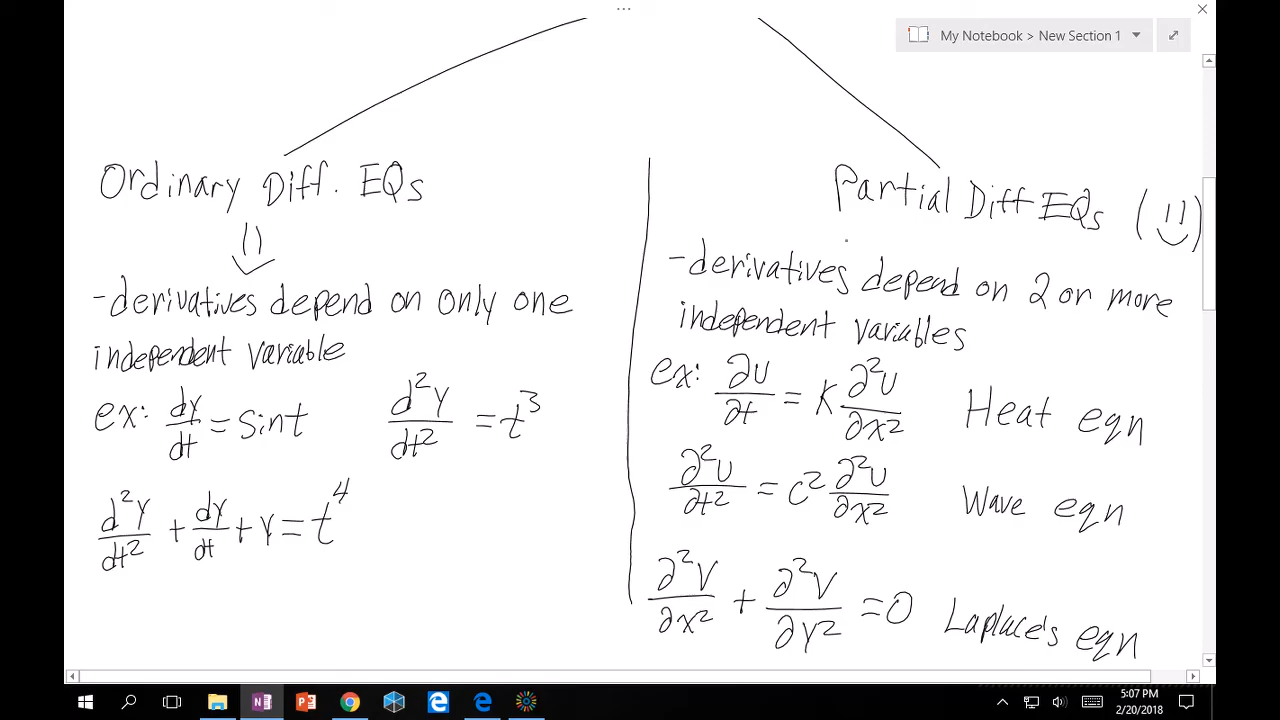 My Notebook > New Section 1
Ordinary Diff. EQs
-derivatives depend on only one
independent variable
ex: dy/dt = sint d²y/dt² = t³
d²y/dt² + dy/dt + y = t⁴
Partial Diff EQs (
-derivatives depend on 2 or more
independent variables
ex: ∂u/∂t = K ∂²u/∂x² Heat eqn
∂²u/∂t² = c² ∂²u/∂x² Wave eqn
∂²V/∂x² + ∂²V/∂y² = 0 Laplace's eqn
5:07 PM
2/20/2018